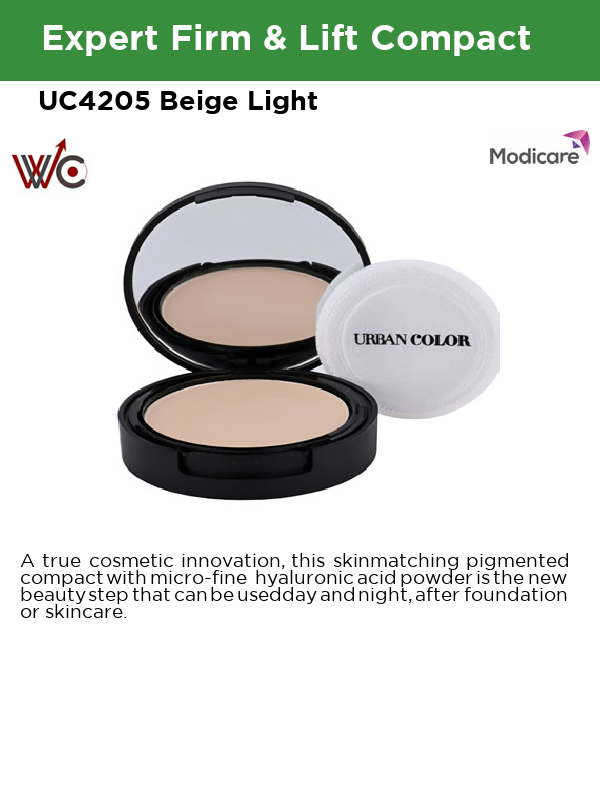 Expert Firm & Lift Compact
UC4205 Beige Light
WC
Modicare
URBAN COLOR
A true cosmetic innovation, this skinmatching pigmented
compact with micro-fine hyaluronic acid powder is the new
beauty step that can be usedday and night, after foundation
or skincare.